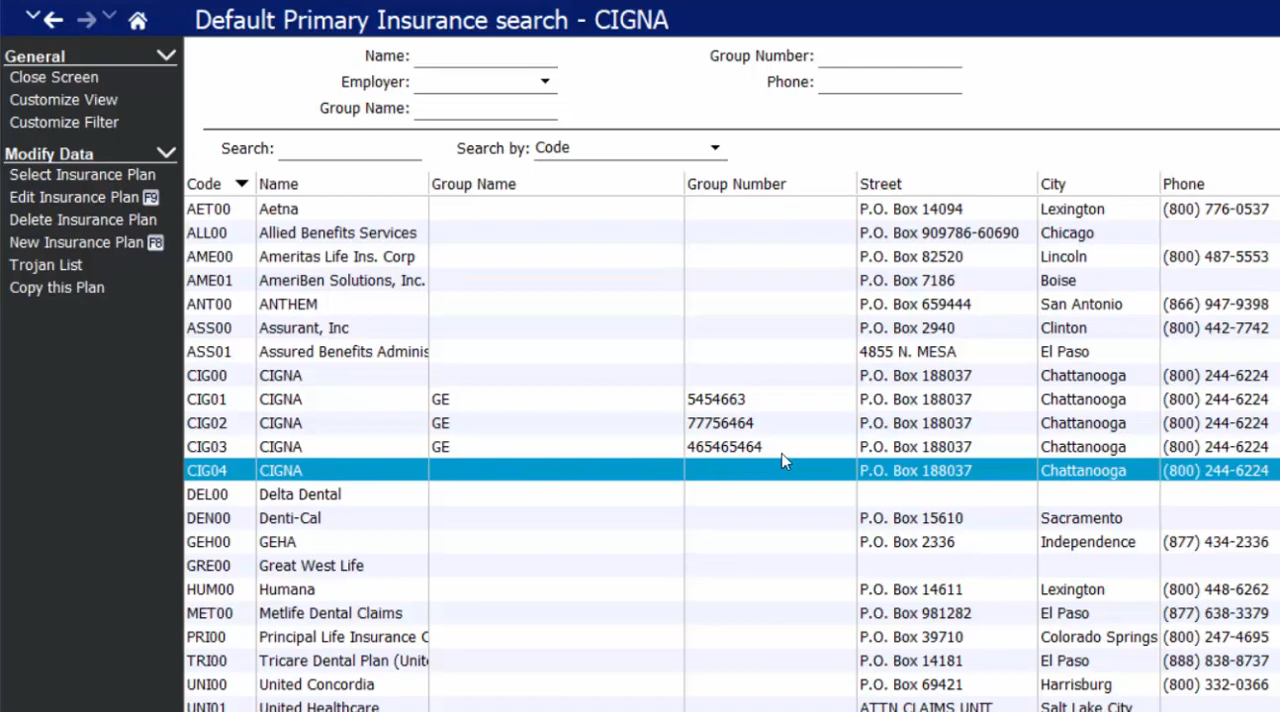 Default Primary Insurance search - CIGNA
General
Close Screen
Customize View
Customize Filter
Modify Data
Select Insurance Plan
Edit Insurance Plan F9
Delete Insurance Plan
New Insurance Plan F8
Trojan List
Copy this Plan
Name: Group Number:
Employer: Phone:
Group Name:
Search: Search by: Code
Code Name Group Name Group Number Street City Phone
AET00 Aetna P.O. Box 14094 Lexington (800) 776-0537
ALL00 Allied Benefits Services P.O. Box 909786-60690 Chicago
AME00 Ameritas Life Ins. Corp P.O. Box 82520 Lincoln (800) 487-5553
AME01 AmeriBen Solutions, Inc. P.O. Box 7186 Boise
ANT00 ANTHEM P.O. Box 659444 San Antonio (866) 947-9398
ASS00 Assurant, Inc P.O. Box 2940 Clinton (800) 442-7742
ASS01 Assured Benefits Adminis 4855 N. MESA El Paso
CIG00 CIGNA P.O. Box 188037 Chattanooga (800) 244-6224
CIG01 CIGNA GE 5454663 P.O. Box 188037 Chattanooga (800) 244-6224
CIG02 CIGNA GE 77756464 P.O. Box 188037 Chattanooga (800) 244-6224
CIG03 CIGNA GE 465465464 P.O. Box 188037 Chattanooga (800) 244-6224
CIG04 CIGNA P.O. Box 188037 Chattanooga (800) 244-6224
DEL00 Delta Dental
DEN00 Denti-Cal P.O. Box 15610 Sacramento
GEH00 GEHA P.O. Box 2336 Independence (877) 434-2336
GRE00 Great West Life
HUM00 Humana P.O. Box 14611 Lexington (800) 448-6262
MET00 Metlife Dental Claims P.O. Box 981282 El Paso (877) 638-3379
PRI00 Principal Life Insurance C P.O. Box 39710 Colorado Springs (800) 247-4695
TRI00 Tricare Dental Plan (Unit P.O. Box 14181 El Paso (888) 838-8737
UNI00 United Concordia P.O. Box 69421 Harrisburg (800) 332-0366
UNI01 United Healthcare ATTN CLAIMS UNIT Salt Lake City